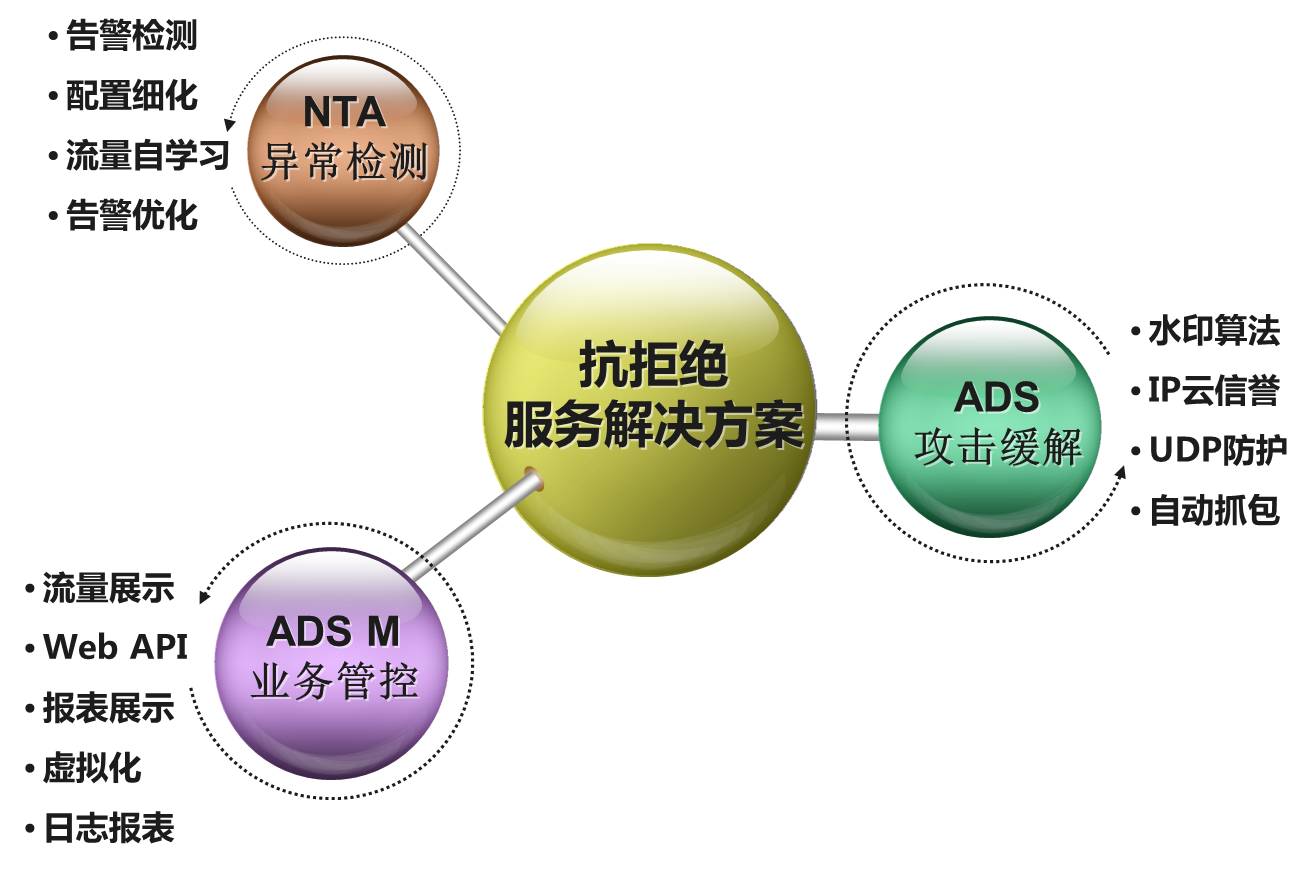 • 告警检测
• 配置细化
• 流量自学习
• 告警优化
NTA
异常检测
抗拒绝
服务解决方案
ADS
攻击缓解
• 水印算法
• IP云信誉
• UDP防护
• 自动抓包
ADS M
业务管控
• 流量展示
• Web API
• 报表展示
• 虚拟化
• 日志报表